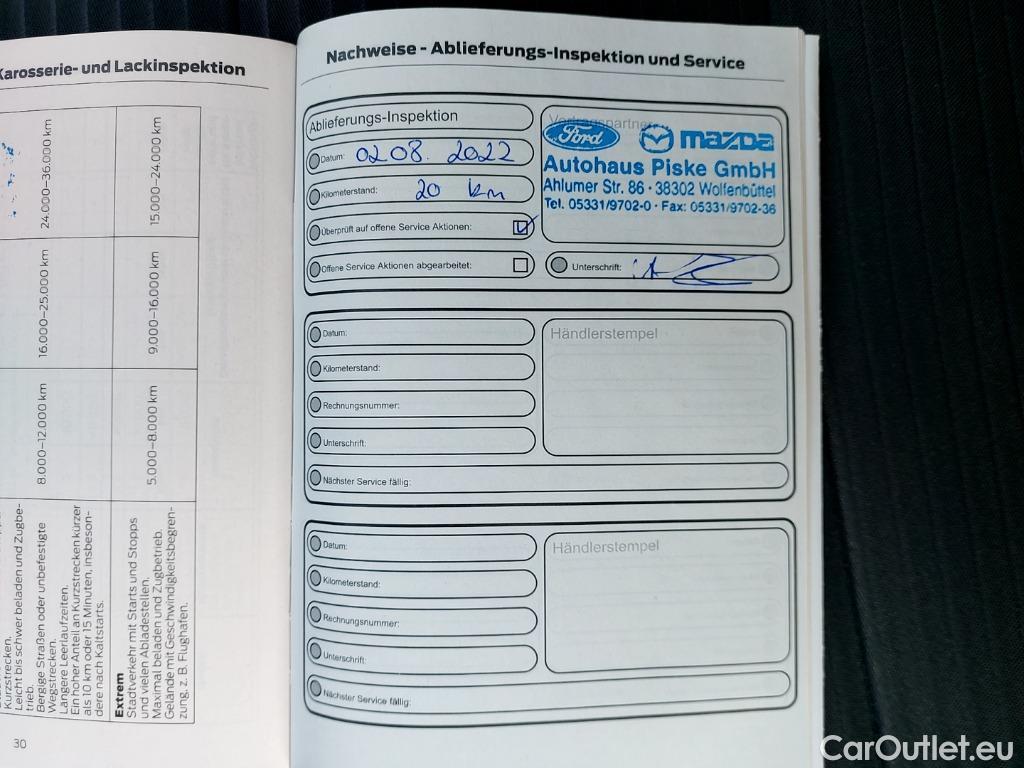 Karosserie- und Lackinspektion
24.000–36.000 km
15.000–24.000 km
16.000–25.000 km
9.000–16.000 km
8.000–12.000 km
5.000–8.000 km
Kurzstrecken.
Leicht bis schwer beladen und Zugbe-
trieb.
Bergige Straßen oder unbefestigte
Wegstrecken.
Längere Leerlaufzeiten.
Ein hoher Anteil an Kurzstrecken kürzer
als 10 km oder 15 Minuten, insbeson-
dere nach Kaltstarts.
Extrem
Stadtverkehr mit Starts und Stopps
und vielen Abladestellen.
Maximal beladen und Zugbetrieb.
Gelände mit Geschwindigkeitsbegren-
zung, z. B. Flughafen.
30
Nachweise - Ablieferungs-Inspektion und Service
Ablieferungs-Inspektion
Datum: 02 08. 2022
Kilometerstand: 20 km
Überprüft auf offene Service Aktionen:
Offene Service Aktionen abgearbeitet:
Vertragspartner
Ford mazda
Autohaus Piske GmbH
Ahlumer Str. 86 · 38302 Wolfenbüttel
Tel. 05331/9702-0 · Fax: 05331/9702-36
Unterschrift:
Datum:
Kilometerstand:
Rechnungsnummer:
Unterschrift:
Nächster Service fällig:
Händlerstempel
Datum:
Kilometerstand:
Rechnungsnummer:
Unterschrift:
Nächster Service fällig:
Händlerstempel
CarOutlet.eu